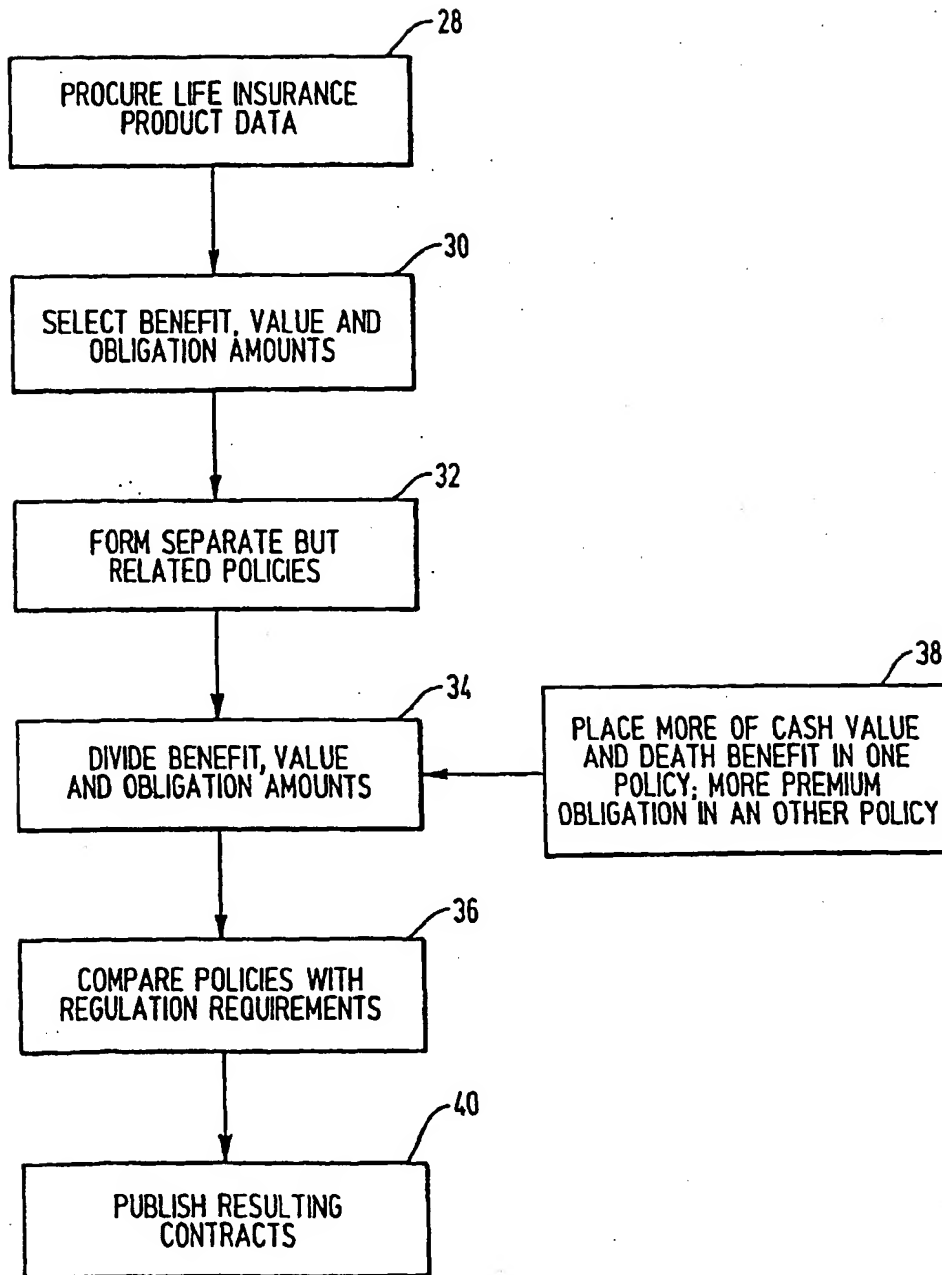 28
PROCURE LIFE INSURANCE
PRODUCT DATA
30
SELECT BENEFIT, VALUE AND
OBLIGATION AMOUNTS
32
FORM SEPARATE BUT
RELATED POLICIES
34
DIVIDE BENEFIT, VALUE
AND OBLIGATION AMOUNTS
38
PLACE MORE OF CASH VALUE
AND DEATH BENEFIT IN ONE
POLICY; MORE PREMIUM
OBLIGATION IN AN OTHER POLICY
36
COMPARE POLICIES WITH
REGULATION REQUIREMENTS
40
PUBLISH RESULTING
CONTRACTS